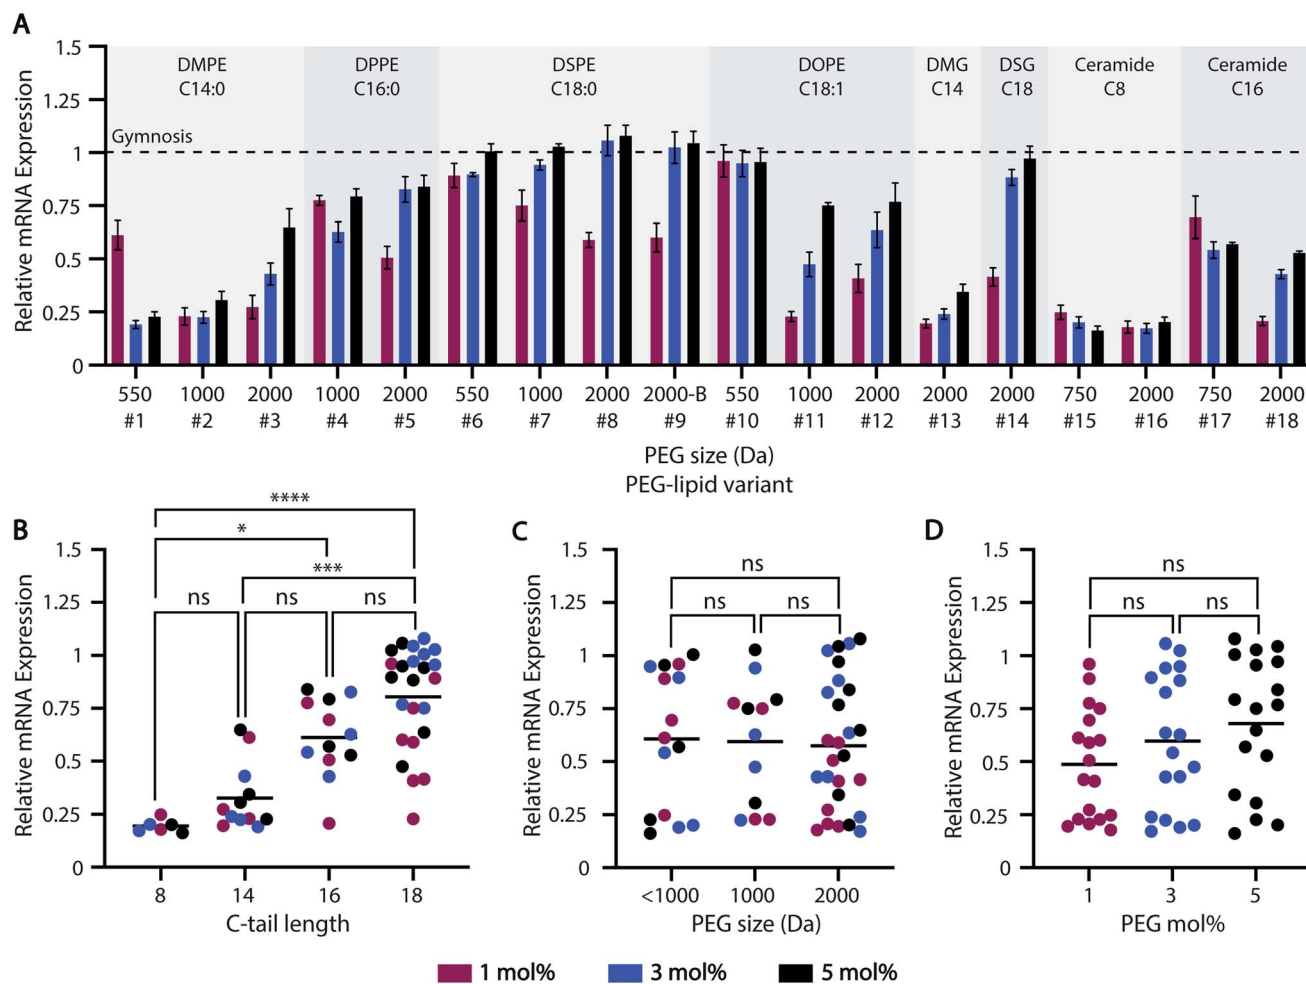 A
1.5
DMPE DPPE DSPE DOPE DMG DSG Ceramide Ceramide
C14:0 C16:0 C18:0 C18:1 C14 C18 C8 C16
1.25
Gymnosis
1
0.75
0.5
0.25
0
Relative mRNA Expression
550 1000 2000 1000 2000 550 1000 2000 2000-B 550 1000 2000 2000 2000 750 2000 750 2000
#1 #2 #3 #4 #5 #6 #7 #8 #9 #10 #11 #12 #13 #14 #15 #16 #17 #18
PEG size (Da)
PEG-lipid variant
B
****
*
***
ns ns ns
1.5
1.25
1
0.75
0.5
0.25
0
Relative mRNA Expression
8 14 16 18
C-tail length
C
ns
ns ns
1.5
1.25
1
0.75
0.5
0.25
0
Relative mRNA Expression
<1000 1000 2000
PEG size (Da)
D
ns
ns ns
1.5
1.25
1
0.75
0.5
0.25
0
Relative mRNA Expression
1 3 5
PEG mol%
1 mol% 3 mol% 5 mol%